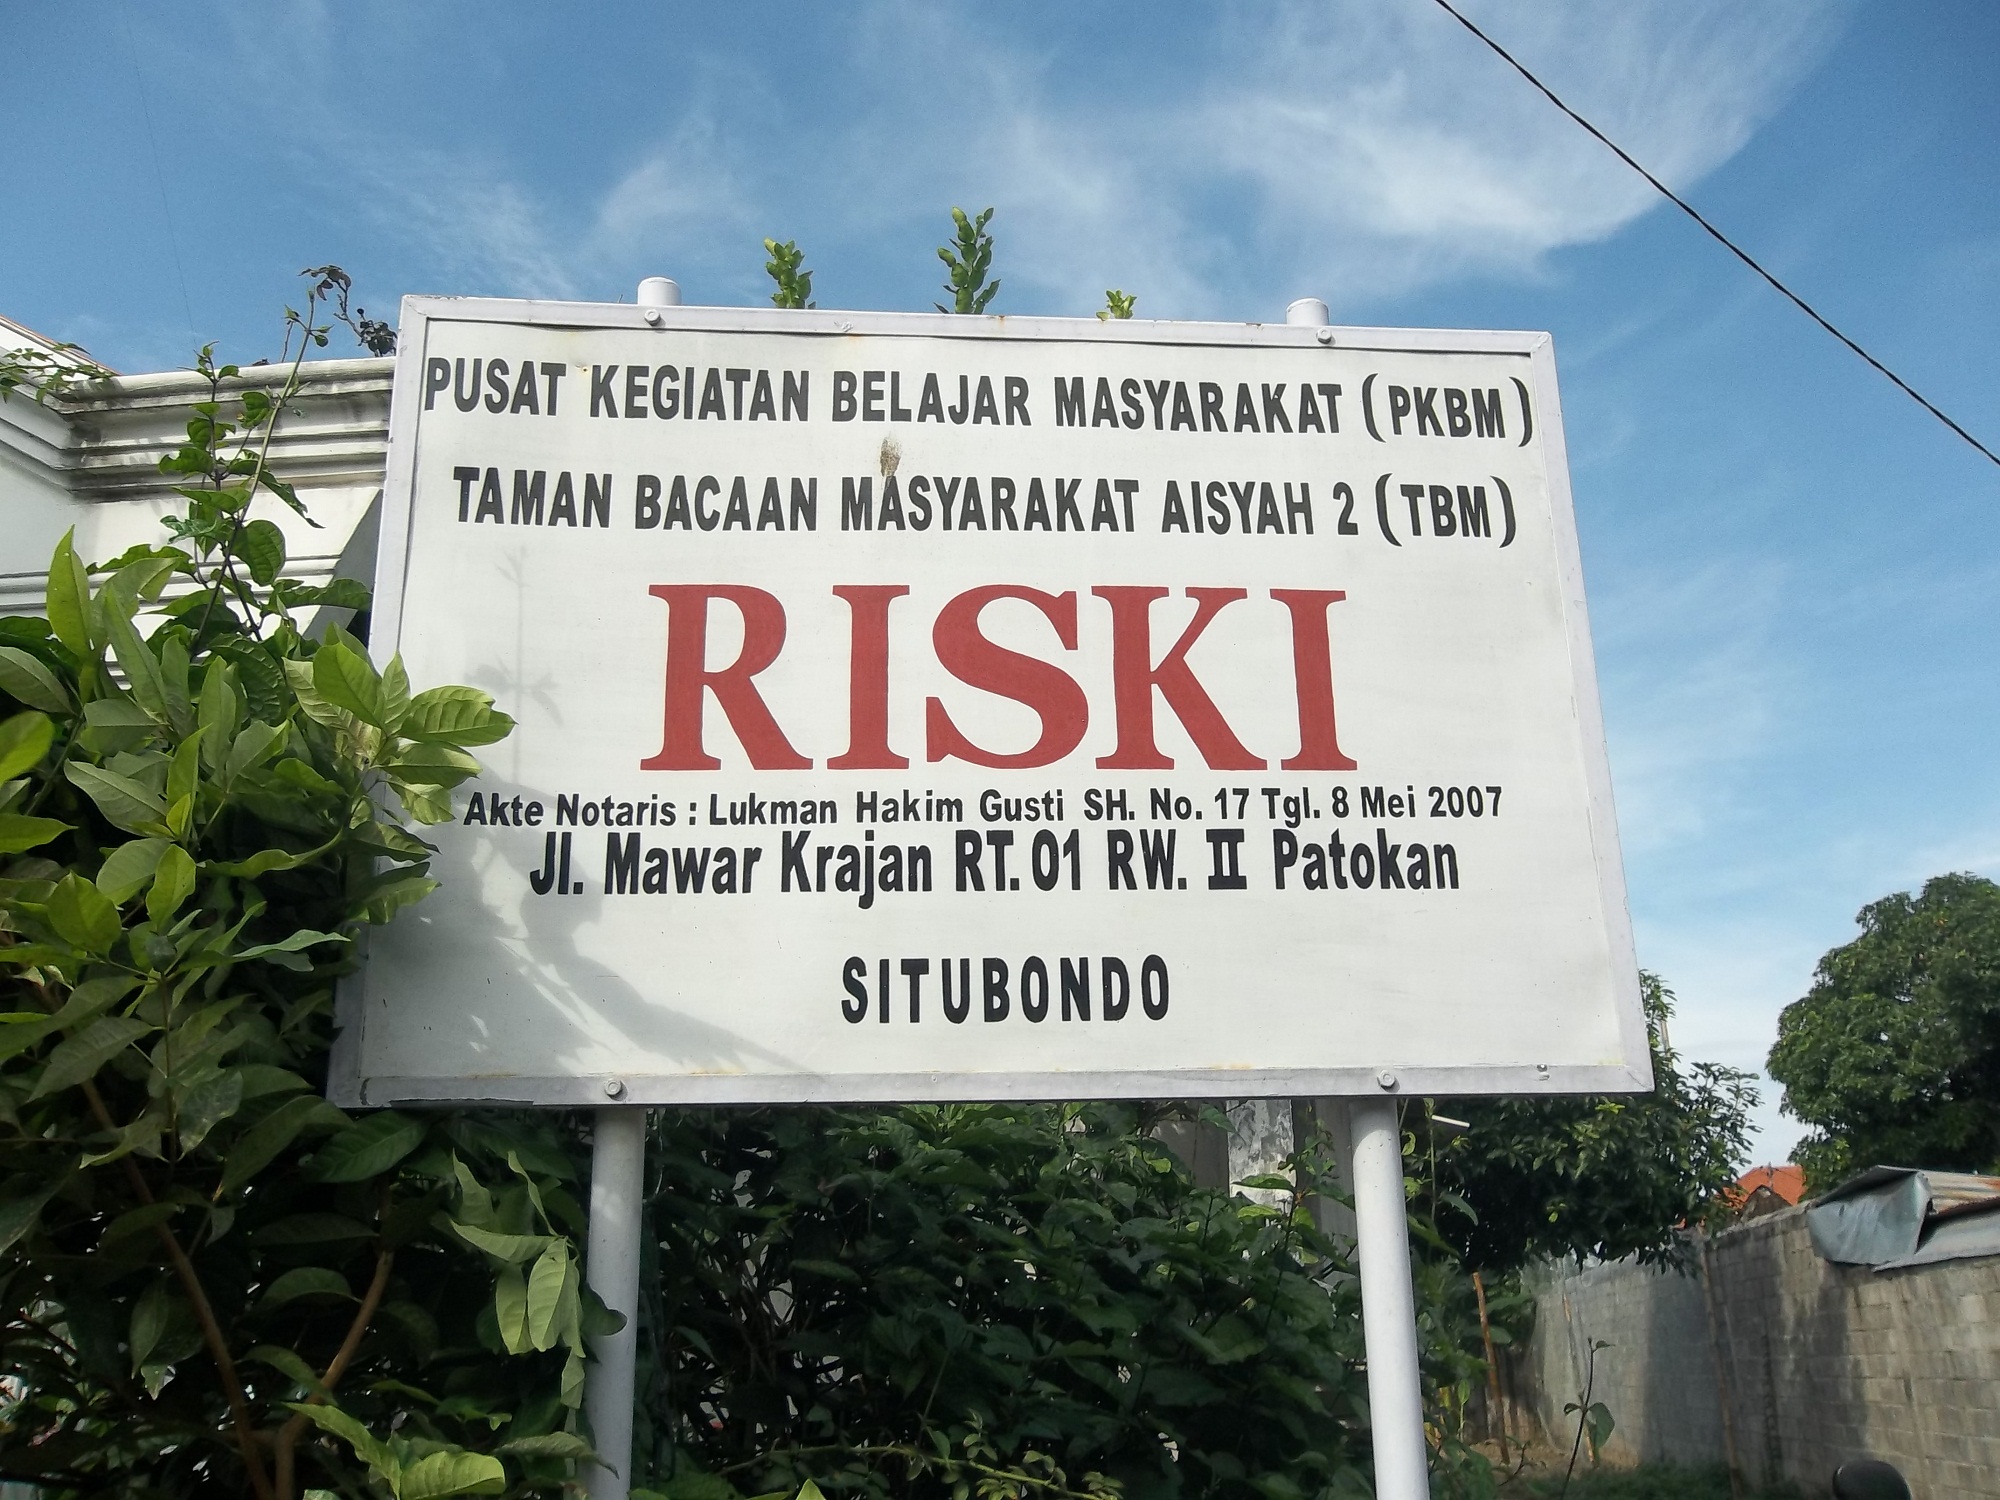 PUSAT KEGIATAN BELAJAR MASYARAKAT (PKBM)
TAMAN BACAAN MASYARAKAT AISYAH 2 (TBM)
RISKI
Akte Notaris : Lukman Hakim Gusti SH. No. 17 Tgl. 8 Mei 2007
Jl. Mawar Krajan RT. 01 RW. II Patokan
SITUBONDO